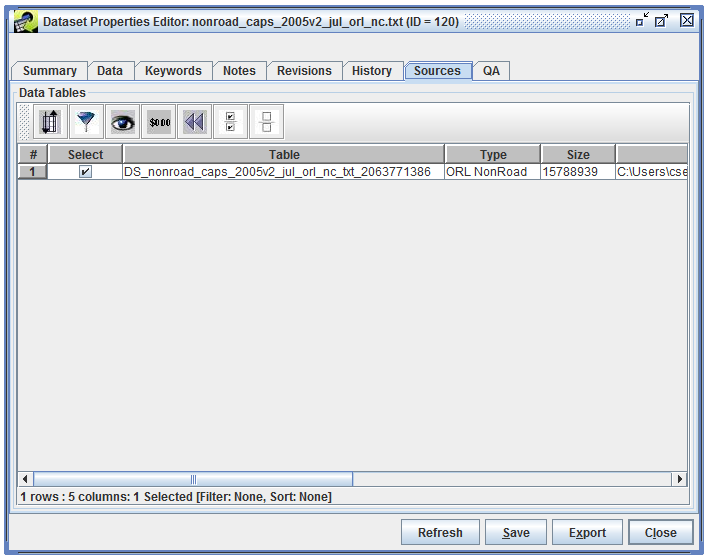 Dataset Properties Editor: nonroad_caps_2005v2_jul_orl_nc.txt (ID = 120)
Summary Data Keywords Notes Revisions History Sources QA
Data Tables
$0.00
# Select Table Type Size
1 DS_nonroad_caps_2005v2_jul_orl_nc_txt_2063771386 ORL NonRoad 15788939 C:\Users\cse
1 rows : 5 columns: 1 Selected [Filter: None, Sort: None]
Refresh Save Export Close